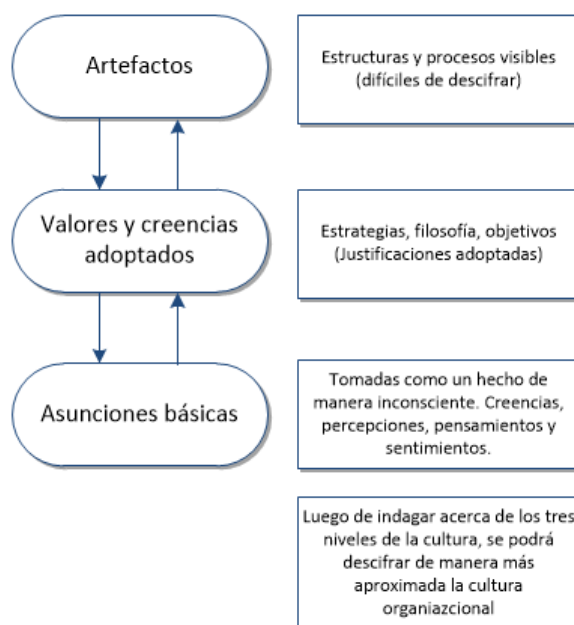 Artefactos
Estructuras y procesos visibles
(difíciles de descifrar)
Valores y creencias
adoptados
Estrategias, filosofía, objetivos
(Justificaciones adoptadas)
Asunciones básicas
Tomadas como un hecho de
manera inconsciente. Creencias,
percepciones, pensamientos y
sentimientos.
Luego de indagar acerca de los tres
niveles de la cultura, se podrá
descifrar de manera más
aproximada la cultura
organiazcional